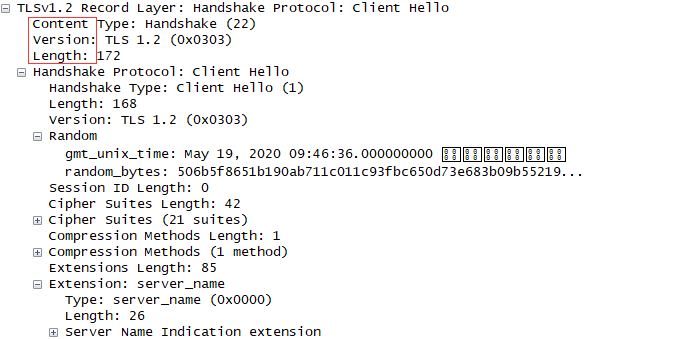 TLSv1.2 Record Layer: Handshake Protocol: Client Hello
Content Type: Handshake (22)
Version: TLS 1.2 (0x0303)
Length: 172
Handshake Protocol: Client Hello
Handshake Type: Client Hello (1)
Length: 168
Version: TLS 1.2 (0x0303)
Random
gmt_unix_time: May 19, 2020 09:46:36.000000000
random_bytes: 506b5f8651b190ab711c011c93fbc650d73e683b09b55219...
Session ID Length: 0
Cipher Suites Length: 42
Cipher Suites (21 suites)
Compression Methods Length: 1
Compression Methods (1 method)
Extensions Length: 85
Extension: server_name
Type: server_name (0x0000)
Length: 26
Server Name Indication extension